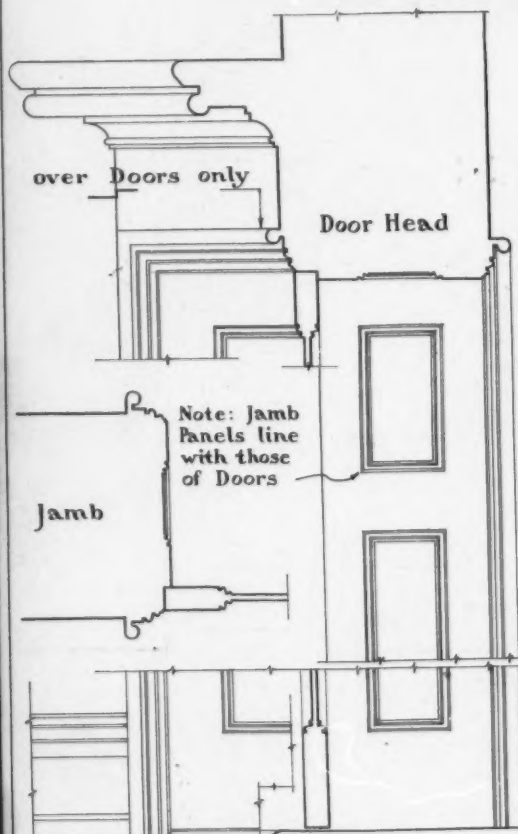 over Doors only
Door Head
Note: Jamb
Panels line
with those
of Doors
Jamb